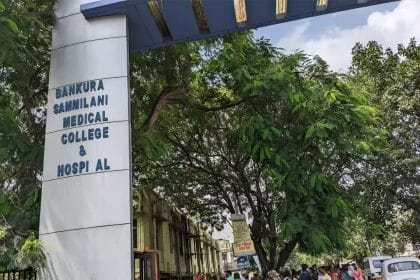 BANKURA
SAMMILANI
MEDICAL
COLLEGE
&
HOSPI AL